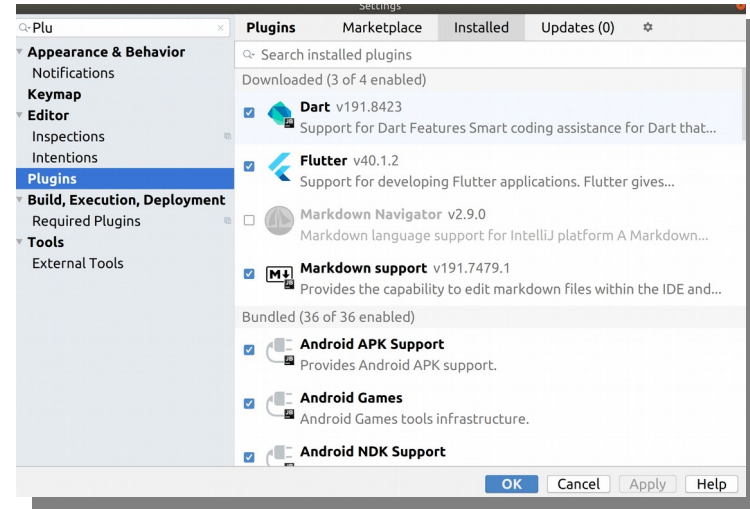 Settings
Plu
Plugins Marketplace Installed Updates (0)
Appearance & Behavior
Notifications
Keymap
Editor
Inspections
Intentions
Plugins
Build, Execution, Deployment
Required Plugins
Tools
External Tools
Search installed plugins
Downloaded (3 of 4 enabled)
Dart v191.8423
Support for Dart Features Smart coding assistance for Dart that...
Flutter v40.1.2
Support for developing Flutter applications. Flutter gives...
Markdown Navigator v2.9.0
Markdown language support for IntelliJ platform A Markdown...
M↓
Markdown support v191.7479.1
Provides the capability to edit markdown files within the IDE and...
Bundled (36 of 36 enabled)
Android APK Support
Provides Android APK support.
Android Games
Android Games tools infrastructure.
Android NDK Support
OK Cancel Apply Help